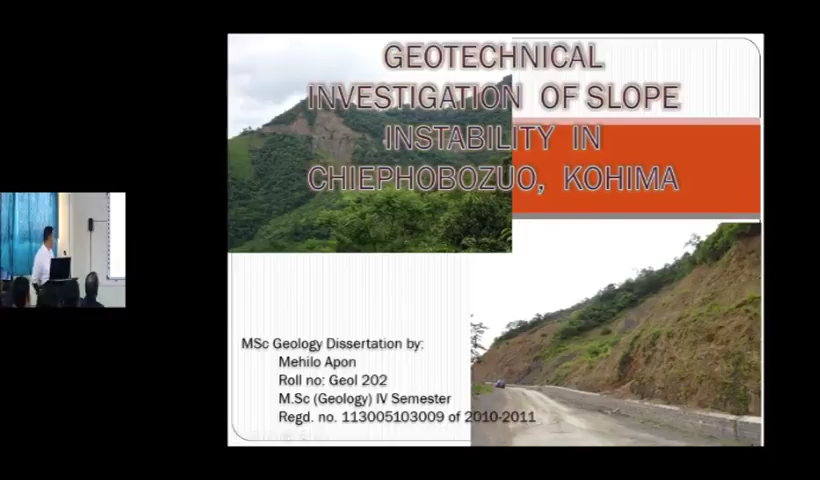 GEOTECHNICAL
INVESTIGATION OF SLOPE
INSTABILITY IN
CHIEPHOBOZUO, KOHIMA
MSc Geology Dissertation by:
Mehilo Apon
Roll no: Geol 202
M.Sc (Geology) IV Semester
Regd. no. 113005103009 of 2010-2011